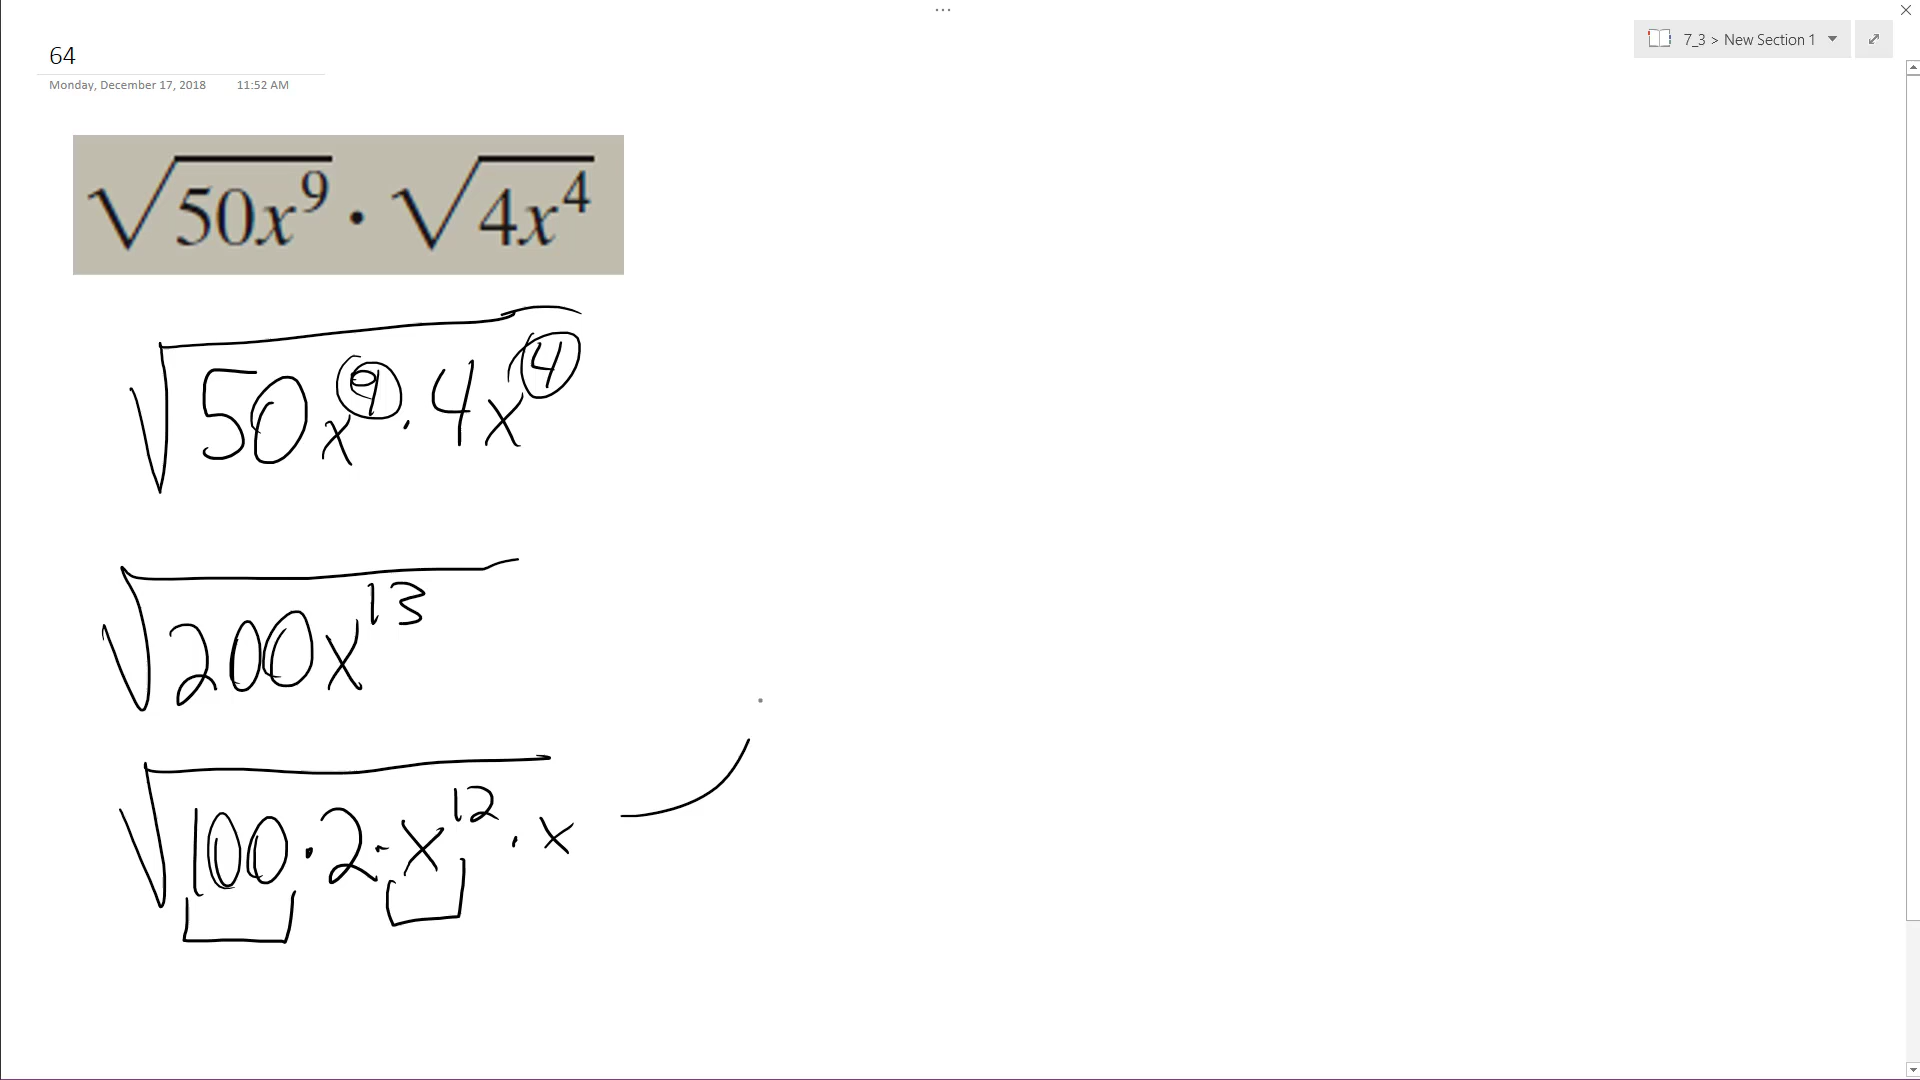 ...
7_3 > New Section 1
64
Monday, December 17, 2018 11:52 AM
√50x⁹ · √4x⁴
√50x⁹ · 4x⁴
√200x¹³
√100 · 2 · x¹² · x